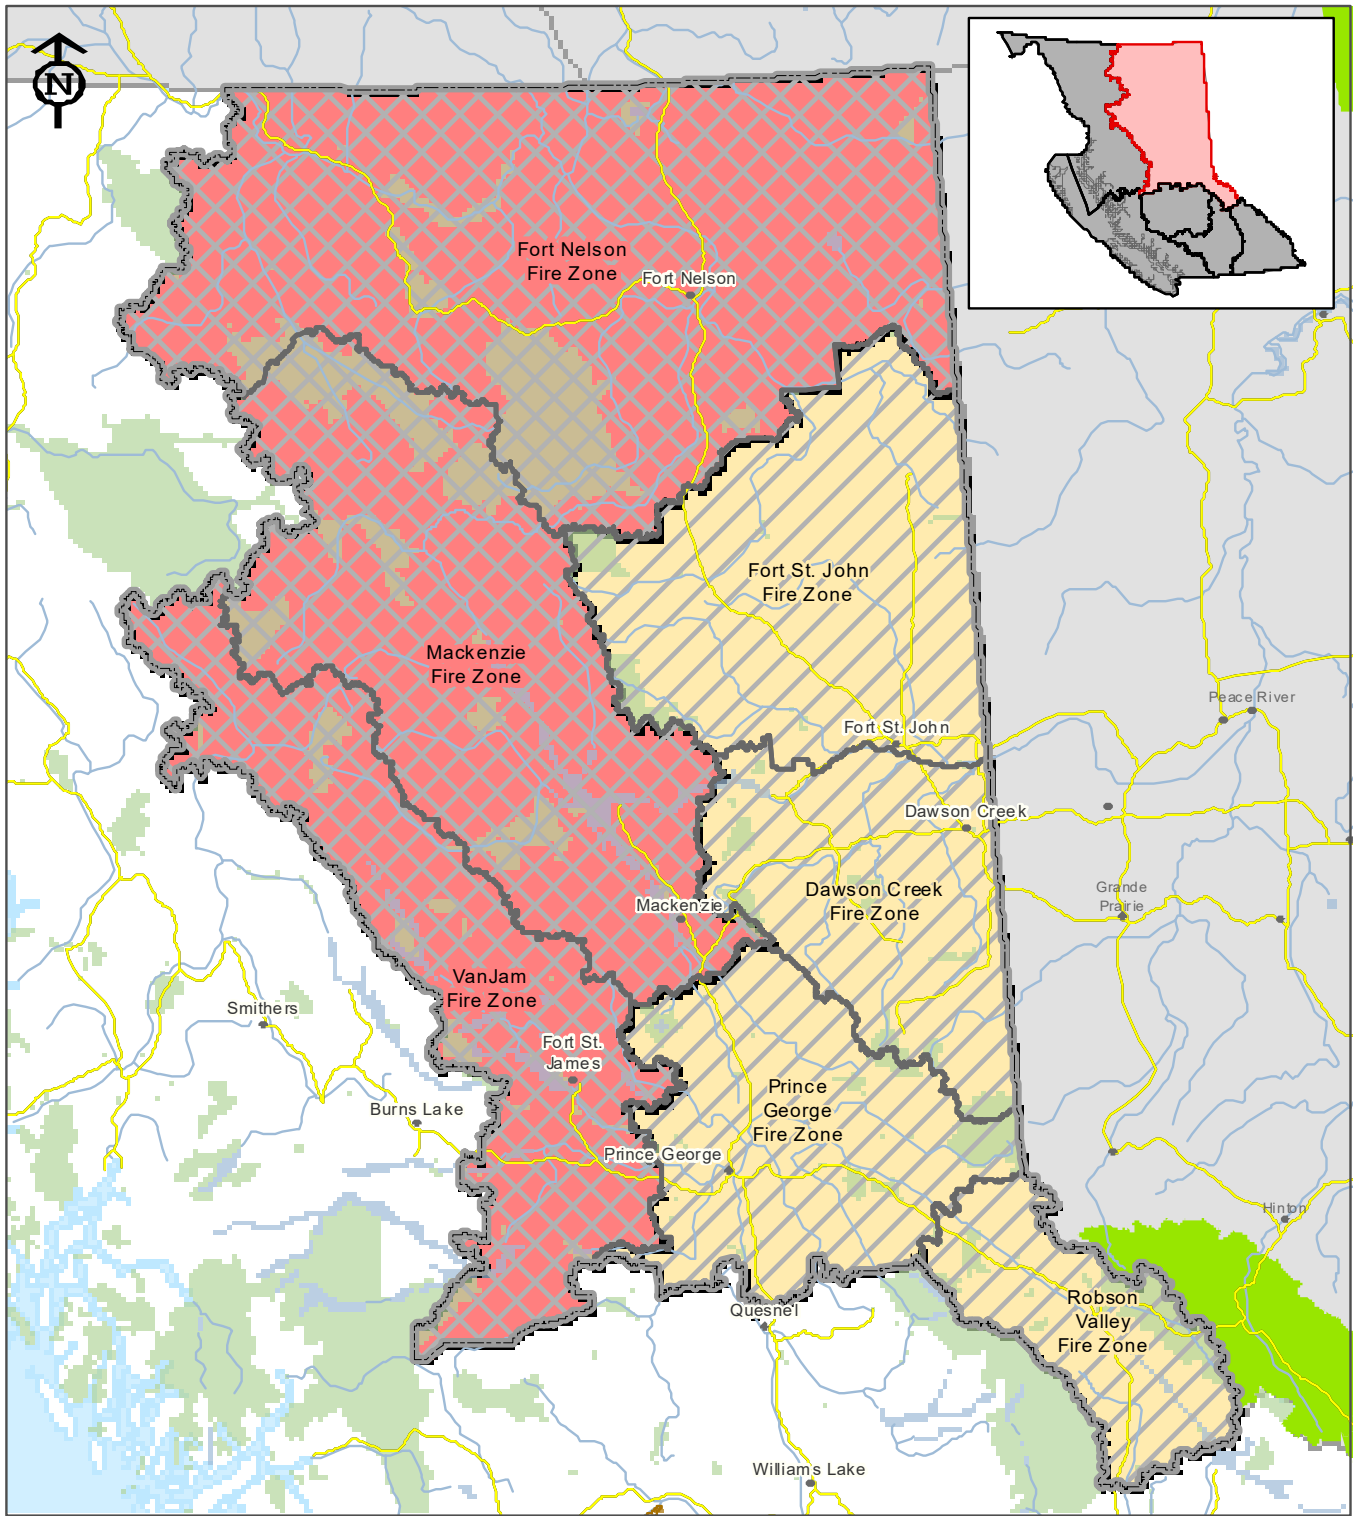 N
Fort Nelson
Fire Zone
Fort Nelson
Fort St. John
Fire Zone
Mackenzie
Fire Zone
Peace River
Fort St. John
Dawson Creek
Dawson Creek
Fire Zone
Grande
Prairie
Mackenzie
VanJam
Fire Zone
Smithers
Fort St.
James
Prince
George
Fire Zone
Burns Lake
Prince George
Hinton
Robson
Valley
Fire Zone
Quesnel
Williams Lake